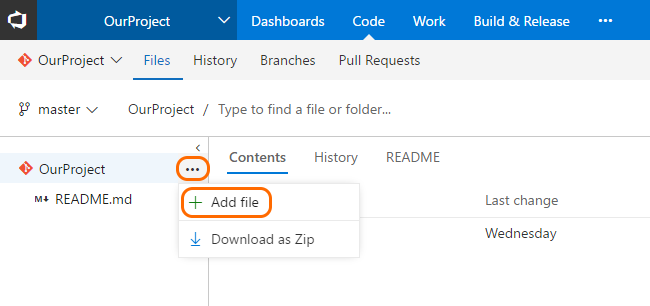 OurProject Dashboards Code Work Build & Release ...
OurProject Files History Branches Pull Requests
master OurProject / Type to find a file or folder...
OurProject ... Contents History README
M↓ README.md
Add file Last change
Download as Zip Wednesday